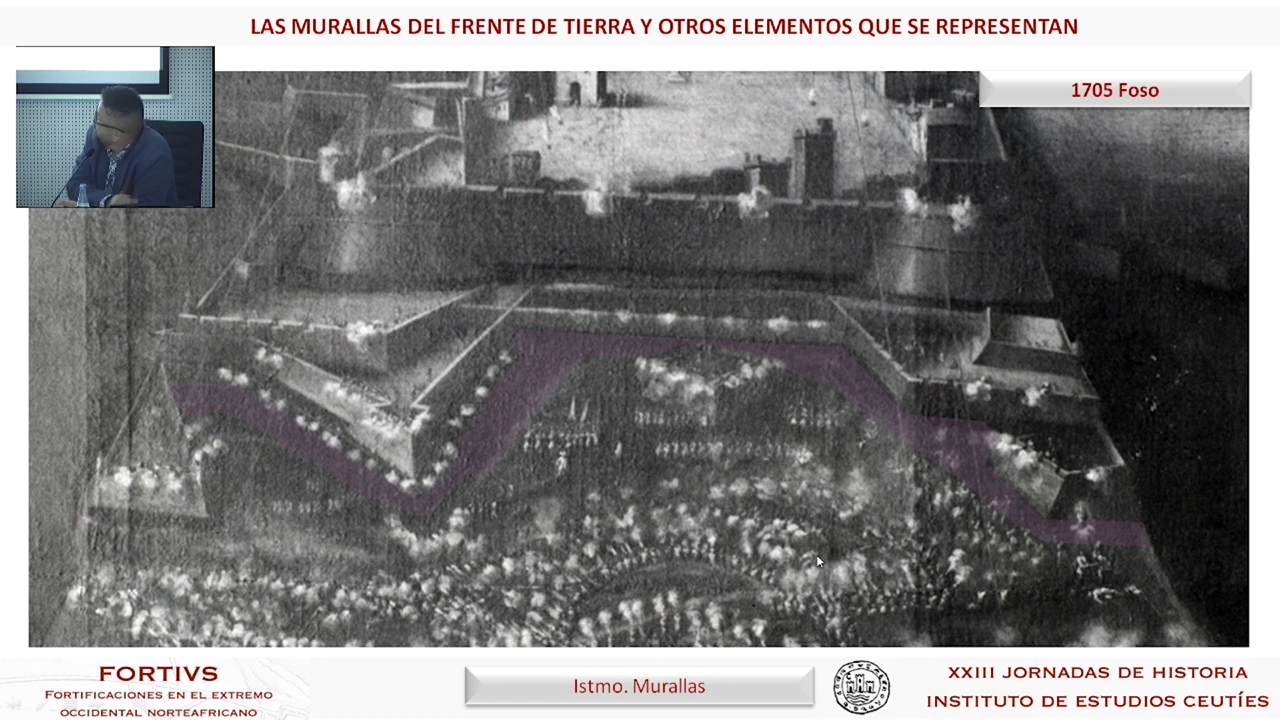 LAS MURALLAS DEL FRENTE DE TIERRA Y OTROS ELEMENTOS QUE SE REPRESENTAN
1705 Foso
FORTIVS
FORTIFICACIONES EN EL EXTREMO
OCCIDENTAL NORTEAFRICANO
Istmo. Murallas
XXIII JORNADAS DE HISTORIA
INSTITUTO DE ESTUDIOS CEUTÍES